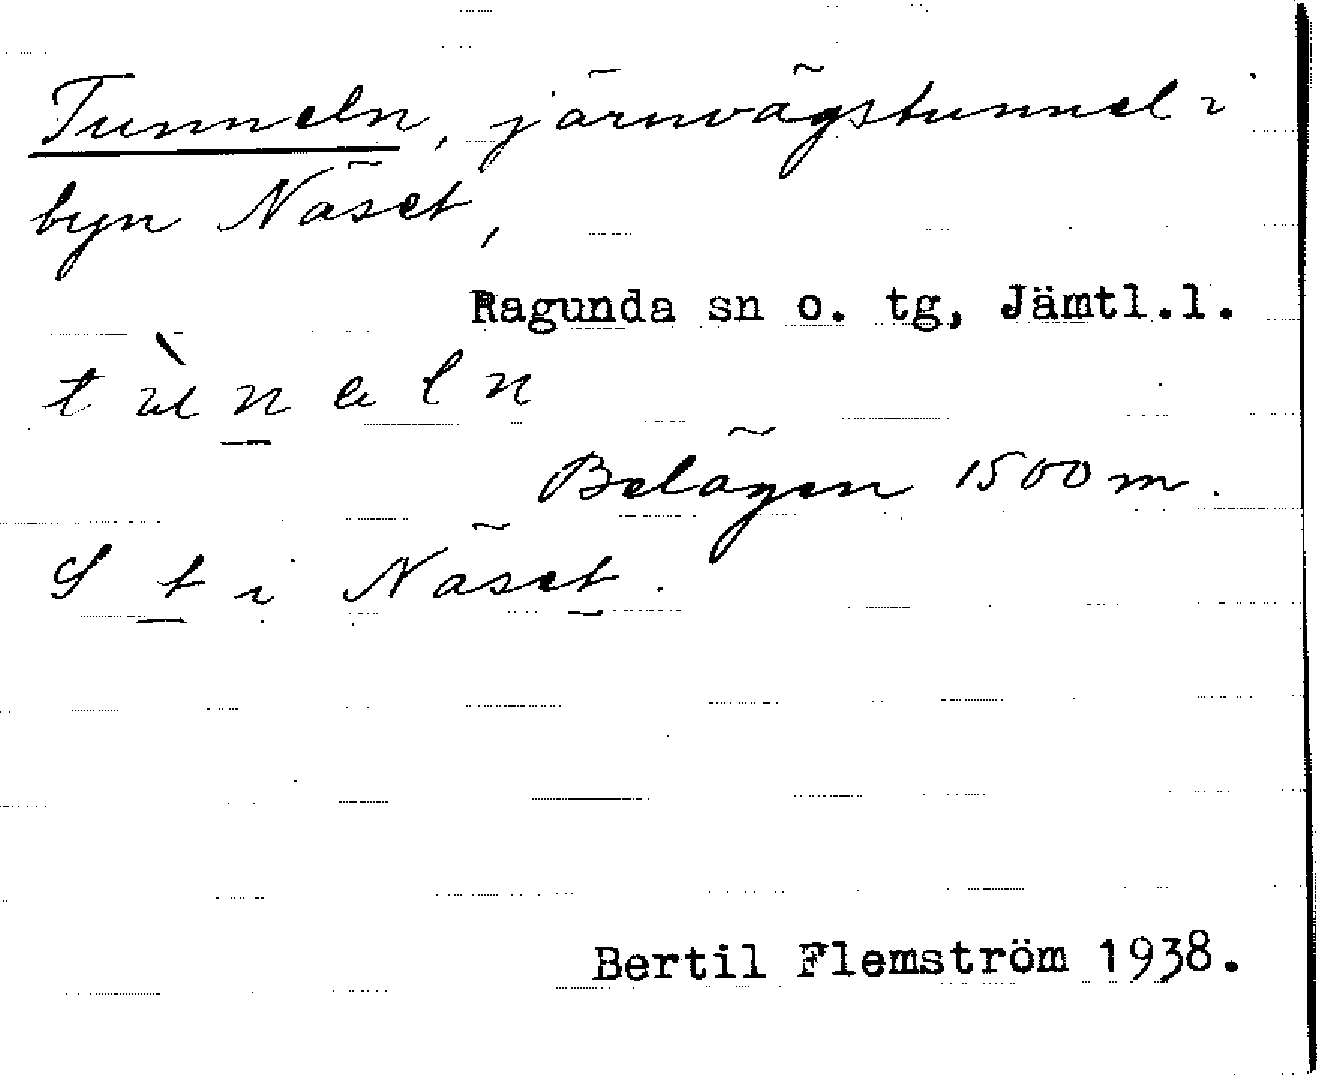 Tunneln, järnvägstunnel i
byn Näset,
Ragunda sn o. tg, Jämtl.l.
t ù n e l n
Belägen 1500 m.
S t i Näset.
Bertil Flemström 1938.